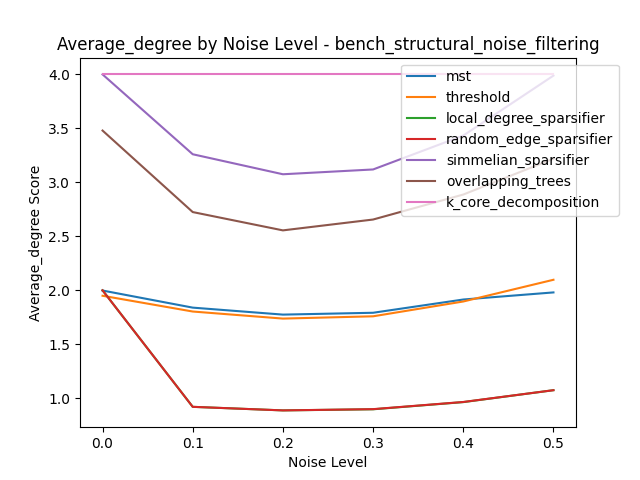 Average_degree by Noise Level - bench_structural_noise_filtering
Average_degree Score
4.0
3.5
3.0
2.5
2.0
1.5
1.0
mst
threshold
local_degree_sparsifier
random_edge_sparsifier
simmelian_sparsifier
overlapping_trees
k_core_decomposition
0.0
0.1
0.2
0.3
0.4
0.5
Noise Level